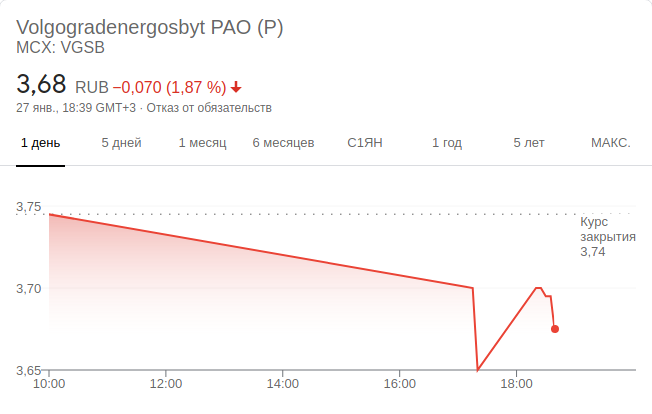 Volgogradenergosbyt PAO (P)
MCX: VGSB
3,68 RUB −0,070 (1,87 %)
27 янв., 18:39 GMT+3 · Отказ от обязательств
1 день 5 дней 1 месяц 6 месяцев С1ЯН 1 год 5 лет МАКС.
3,75
Курс
закрытия
3,74
3,70
3,65
10:00 12:00 14:00 16:00 18:00